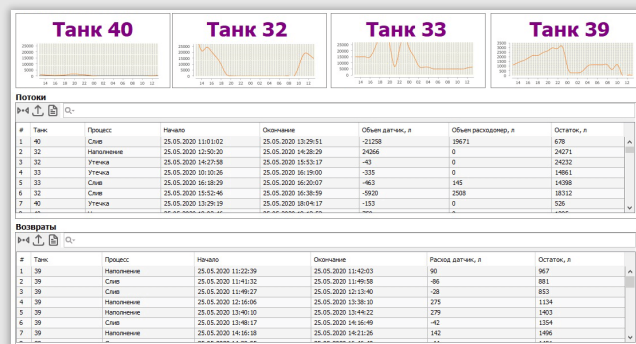 Танк 40
Танк 32
Танк 33
Танк 39
Потоки
# Танк Процесс Начало Окончание Объем датчик, л Объем расходомер, л Остаток, л
1 40 Слив 25.05.2020 11:01:02 25.05.2020 13:29:51 -21258 19671 678
2 32 Наполнение 25.05.2020 12:50:20 25.05.2020 14:28:29 24266 0 24271
3 32 Утечка 25.05.2020 14:27:58 25.05.2020 15:53:17 -43 0 24232
4 33 Утечка 25.05.2020 10:10:26 25.05.2020 16:19:00 -335 0 14861
5 33 Слив 25.05.2020 16:18:29 25.05.2020 16:20:07 -463 145 14398
6 32 Слив 25.05.2020 15:52:46 25.05.2020 16:38:59 -5920 2508 18312
7 40 Утечка 25.05.2020 13:29:19 25.05.2020 18:04:17 -153 0 526
Возвраты
# Танк Процесс Начало Окончание Расход датчик, л Остаток, л
1 39 Наполнение 25.05.2020 11:22:39 25.05.2020 11:42:03 90 967
2 39 Слив 25.05.2020 11:41:32 25.05.2020 11:49:58 -86 881
3 39 Слив 25.05.2020 11:49:27 25.05.2020 12:13:40 -28 853
4 39 Наполнение 25.05.2020 12:16:06 25.05.2020 13:38:10 275 1134
5 39 Наполнение 25.05.2020 13:40:10 25.05.2020 13:44:22 279 1403
6 39 Слив 25.05.2020 13:48:17 25.05.2020 14:16:49 -42 1354
7 39 Наполнение 25.05.2020 14:16:18 25.05.2020 14:21:26 142 1496